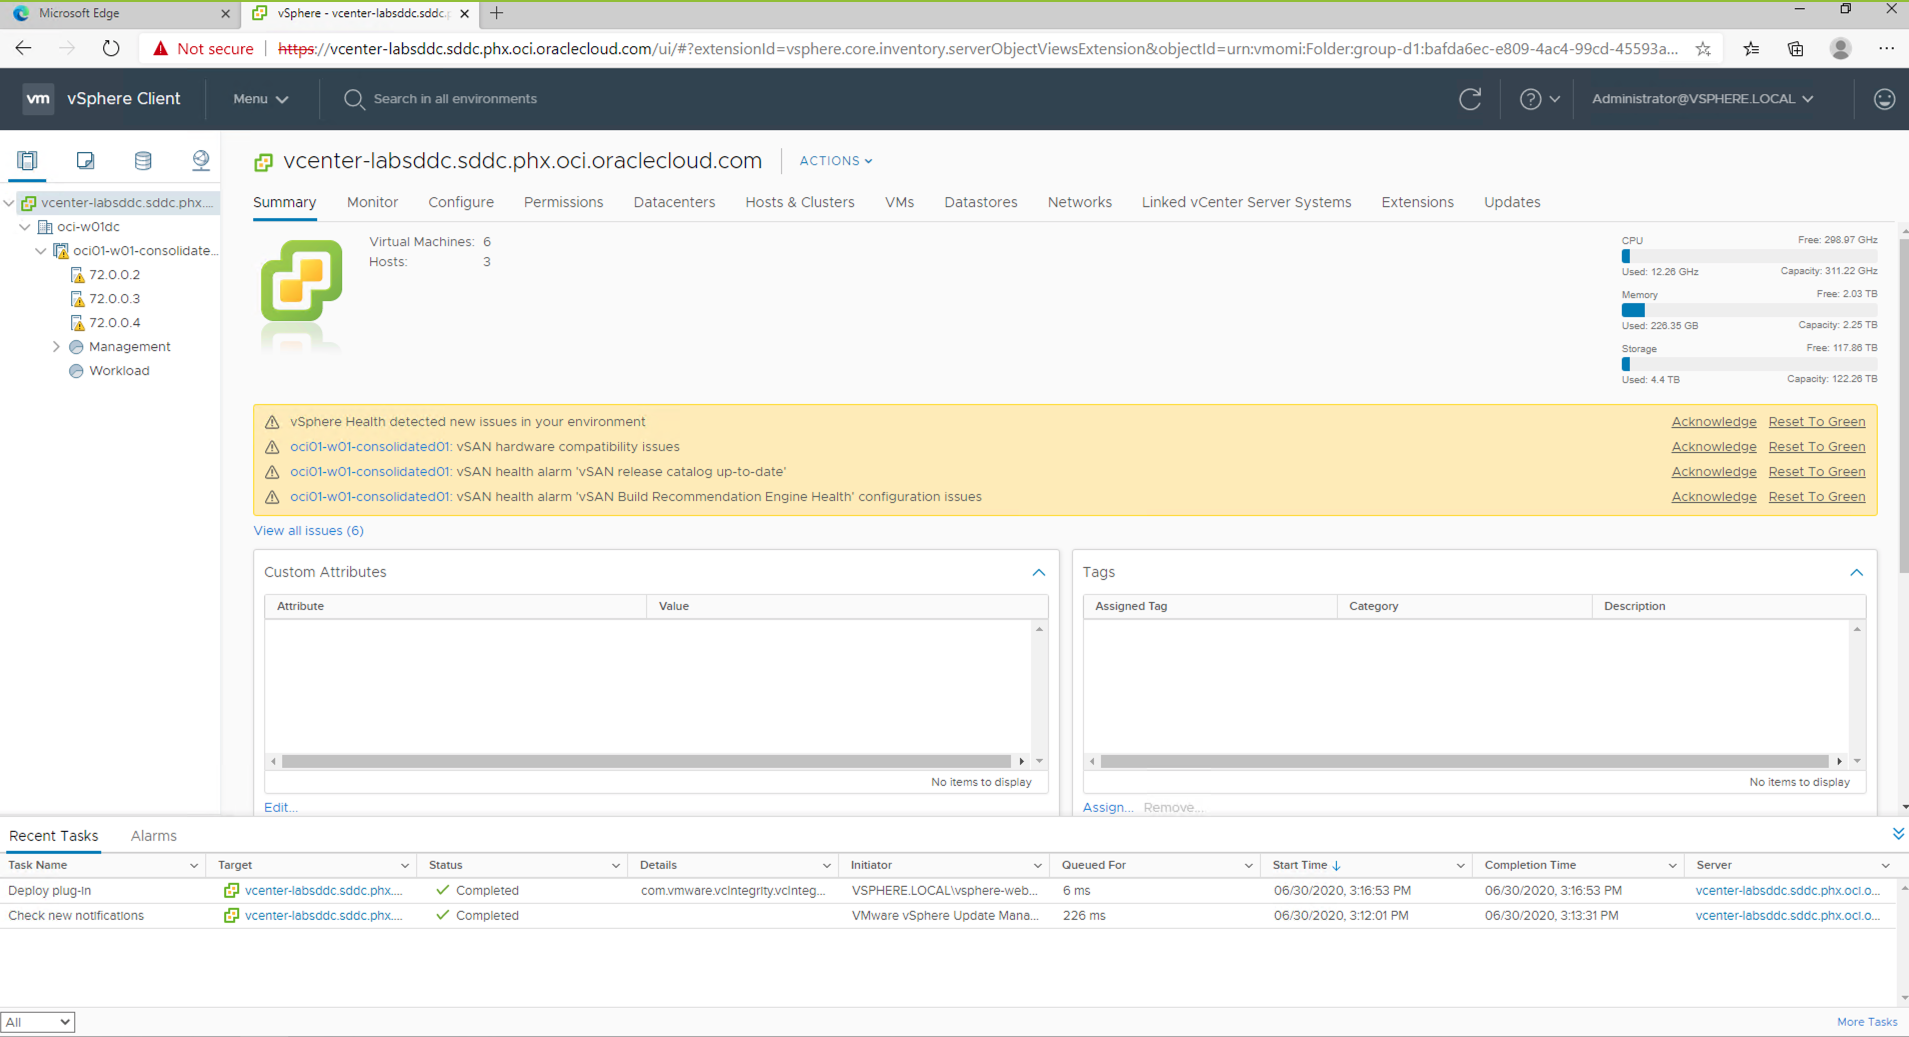 Microsoft Edge
vSphere - vcenter-labsddc.sddc.p
Not secure https://vcenter-labsddc.sddc.phx.oci.oraclecloud.com/ui/#?extensionId=vsphere.core.inventory.serverObjectViewsExtension&objectId=urn:vmomi:Folder:group-d1:bafda6ec-e809-4ac4-99cd-45593a...
vm vSphere Client Menu Search in all environments Administrator@VSPHERE.LOCAL
vcenter-labsddc.sddc.phx....
oci-w01dc
oci01-w01-consolidate...
72.0.0.2
72.0.0.3
72.0.0.4
Management
Workload
vcenter-labsddc.sddc.phx.oci.oraclecloud.com ACTIONS
Summary Monitor Configure Permissions Datacenters Hosts & Clusters VMs Datastores Networks Linked vCenter Server Systems Extensions Updates
Virtual Machines: 6
Hosts: 3
CPU Free: 298.97 GHz
Used: 12.26 GHz Capacity: 311.22 GHz
Memory Free: 2.03 TB
Used: 226.35 GB Capacity: 2.25 TB
Storage Free: 117.86 TB
Used: 4.4 TB Capacity: 122.26 TB
vSphere Health detected new issues in your environment Acknowledge Reset To Green
oci01-w01-consolidated01: vSAN hardware compatibility issues Acknowledge Reset To Green
oci01-w01-consolidated01: vSAN health alarm 'vSAN release catalog up-to-date' Acknowledge Reset To Green
oci01-w01-consolidated01: vSAN health alarm 'vSAN Build Recommendation Engine Health' configuration issues Acknowledge Reset To Green
View all issues (6)
Custom Attributes
Attribute Value
No items to display
Edit...
Tags
Assigned Tag Category Description
No items to display
Assign... Remove...
Recent Tasks Alarms
Task Name Target Status Details Initiator Queued For Start Time Completion Time Server
Deploy plug-in vcenter-labsddc.sddc.phx.... Completed com.vmware.vcIntegrity.vcInteg... VSPHERE.LOCAL\vsphere-web... 6 ms 06/30/2020, 3:16:53 PM 06/30/2020, 3:16:53 PM vcenter-labsddc.sddc.phx.oci.o...
Check new notifications vcenter-labsddc.sddc.phx.... Completed VMware vSphere Update Mana... 226 ms 06/30/2020, 3:12:01 PM 06/30/2020, 3:13:31 PM vcenter-labsddc.sddc.phx.oci.o...
All
More Tasks